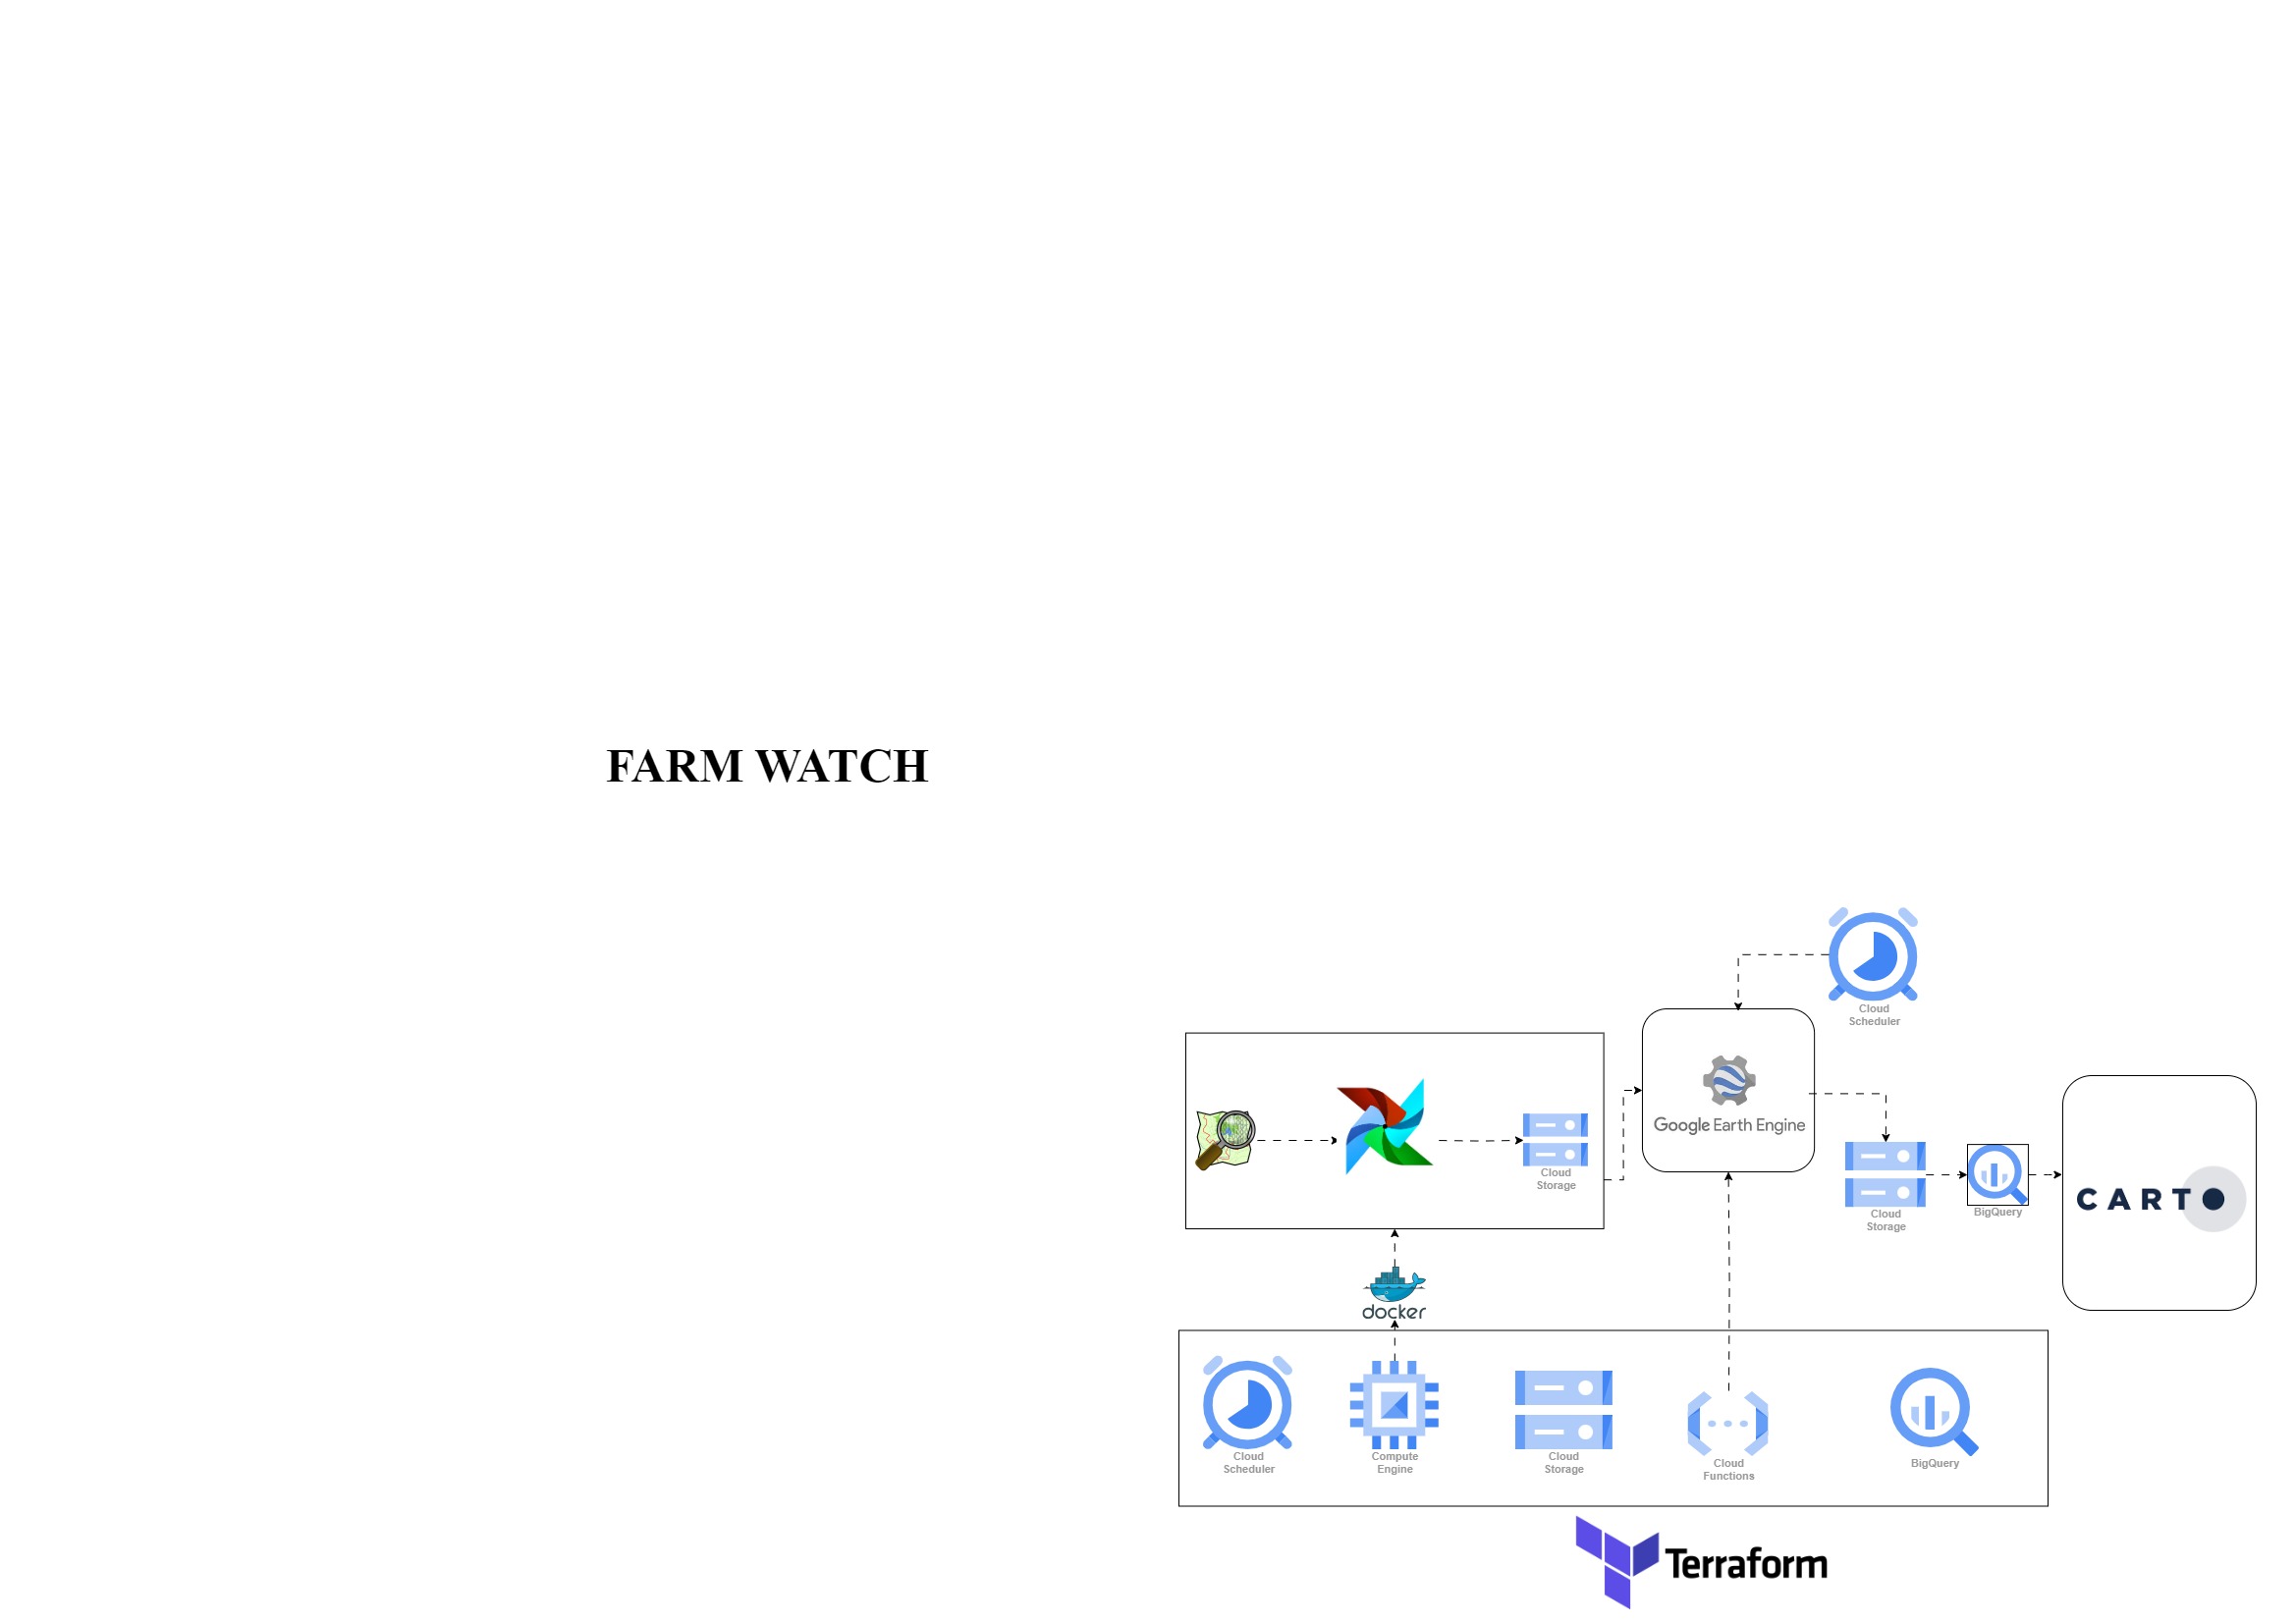 FARM WATCH
Cloud
Scheduler
Google Earth Engine
Cloud
Storage
Cloud
Storage
BigQuery
CARTO
docker
Cloud
Scheduler
Compute
Engine
Cloud
Storage
Cloud
Functions
BigQuery
Terraform